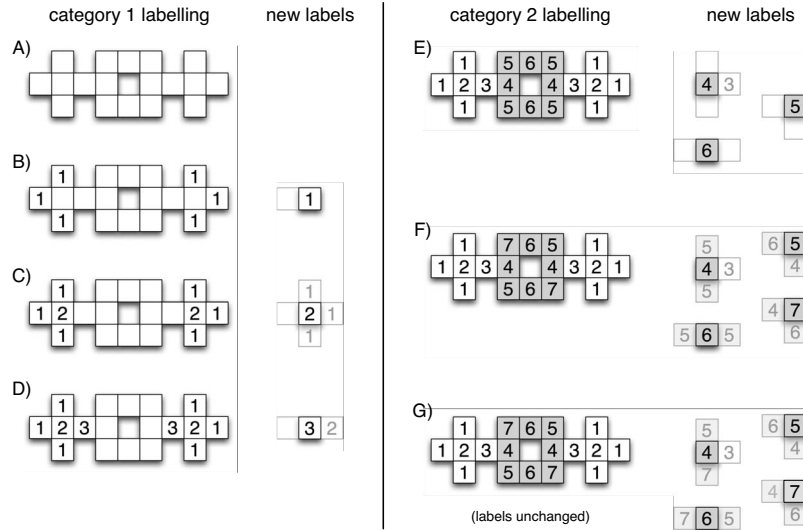 category 1 labelling
new labels
A)
B)
1 1
1 1
1 1
1
C)
1 1
1 2 2 1
1 1
1
2 1
1
D)
1 1
1 2 3 3 2 1
1 1
3 2
category 2 labelling
new labels
E)
1 5 6 5 1
1 2 3 4 4 3 2 1
1 5 6 5 1
4 3
5
6
F)
1 7 6 5 1
1 2 3 4 4 3 2 1
1 5 6 7 1
5
4 3
5
6 5
4
4 7
6
5 6 5
G)
1 7 6 5 1
1 2 3 4 4 3 2 1
1 5 6 7 1
(labels unchanged)
5
4 3
7
6 5
4
4 7
6
7 6 5